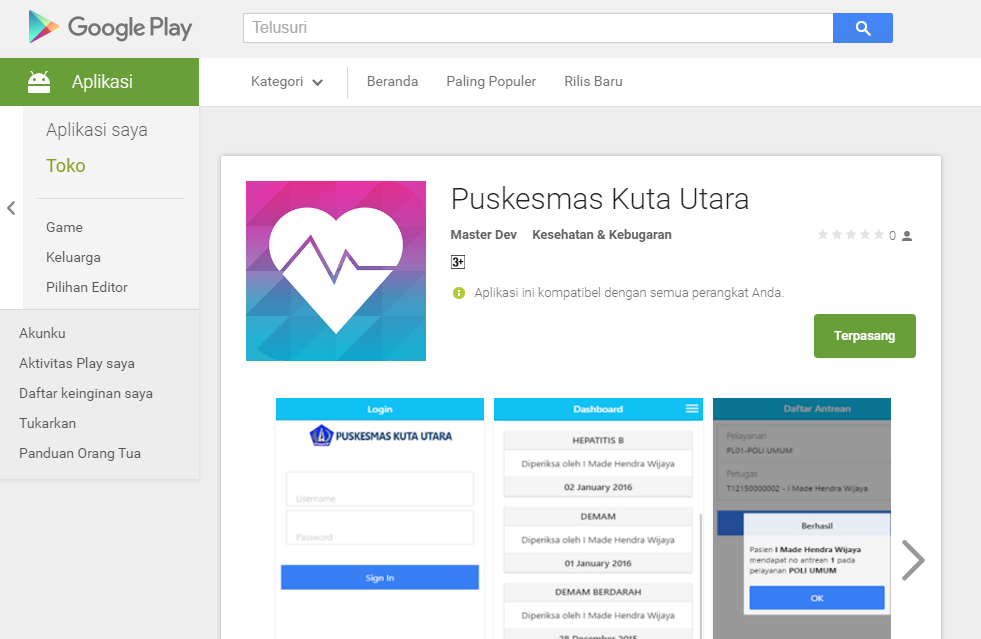 Google Play
Telusuri
Aplikasi
Kategori
Beranda
Paling Populer
Rilis Baru
Aplikasi saya
Toko
Game
Keluarga
Pilihan Editor
Akunku
Aktivitas Play saya
Daftar keinginan saya
Tukarkan
Panduan Orang Tua
Puskesmas Kuta Utara
Master Dev Kesehatan & Kebugaran
0
3+
Aplikasi ini kompatibel dengan semua perangkat Anda.
Terpasang
Login
PUSKESMAS KUTA UTARA
Username
Password
Sign In
Dashboard
HEPATITIS B
Diperiksa oleh I Made Hendra Wijaya
02 January 2016
DEMAM
Diperiksa oleh I Made Hendra Wijaya
01 January 2016
DEMAM BERDARAH
Diperiksa oleh I Made Hendra Wijaya
28 December 2015
Daftar Antrean
Pelayanan
PL01-POLI UMUM
Petugas
T12150000002 - I Made Hendra Wijaya
Berhasil
Pasien I Made Hendra Wijaya
mendapat no antrean 1 pada
pelayanan POLI UMUM
OK